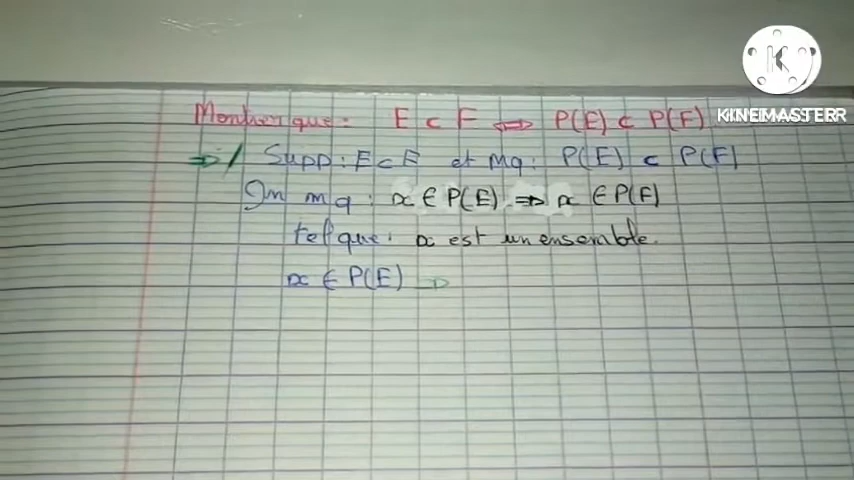 K
KINEMASTER
Montrer que: E ⊂ F ⟺ P(E) ⊂ P(F)
⇒ / Supp: E ⊂ F et Mq: P(E) ⊂ P(F)
On mq: x ∈ P(E) ⇒ x ∈ P(F)
tel que: x est un ensemble.
x ∈ P(E) ⇒